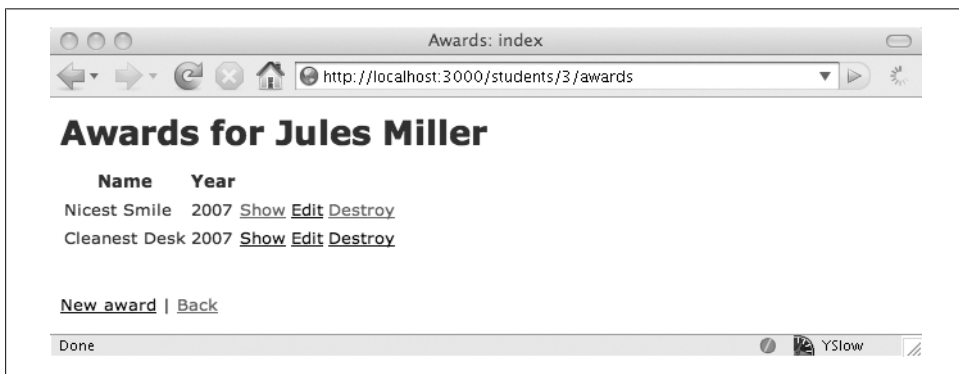 Awards: index
http://localhost:3000/students/3/awards
Awards for Jules Miller
Name Year
Nicest Smile 2007 Show Edit Destroy
Cleanest Desk 2007 Show Edit Destroy
New award | Back
Done YSlow